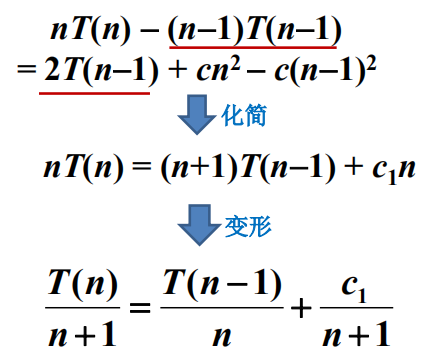 nT(n) – (n–1)T(n–1)
= 2T(n–1) + cn² – c(n–1)²
化简
nT(n) = (n+1)T(n–1) + c₁n
变形
T(n)/(n+1) = T(n–1)/n + c₁/(n+1)